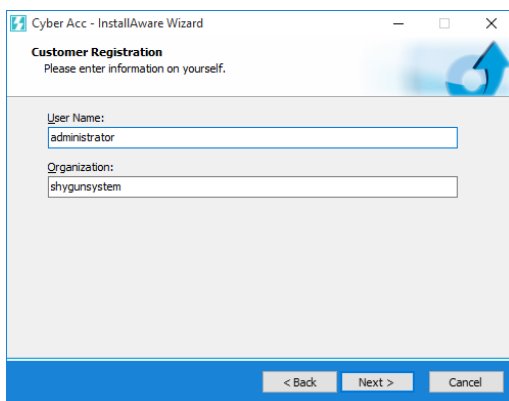 Cyber Acc - InstallAware Wizard
Customer Registration
Please enter information on yourself.
User Name:
administrator
Organization:
shygunsystem
< Back
Next >
Cancel